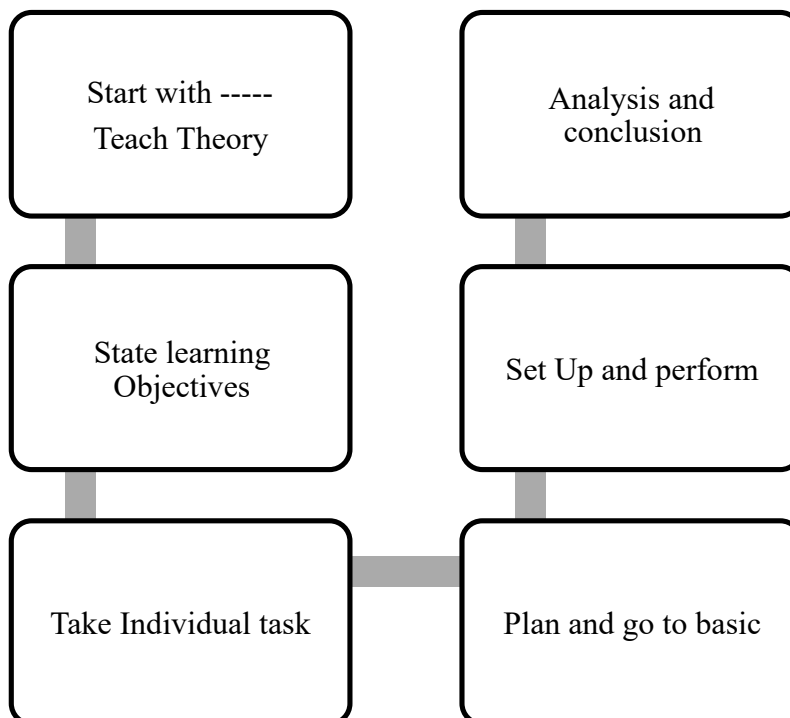 Start with -----
Teach Theory
State learning
Objectives
Take Individual task
Plan and go to basic
Set Up and perform
Analysis and
conclusion